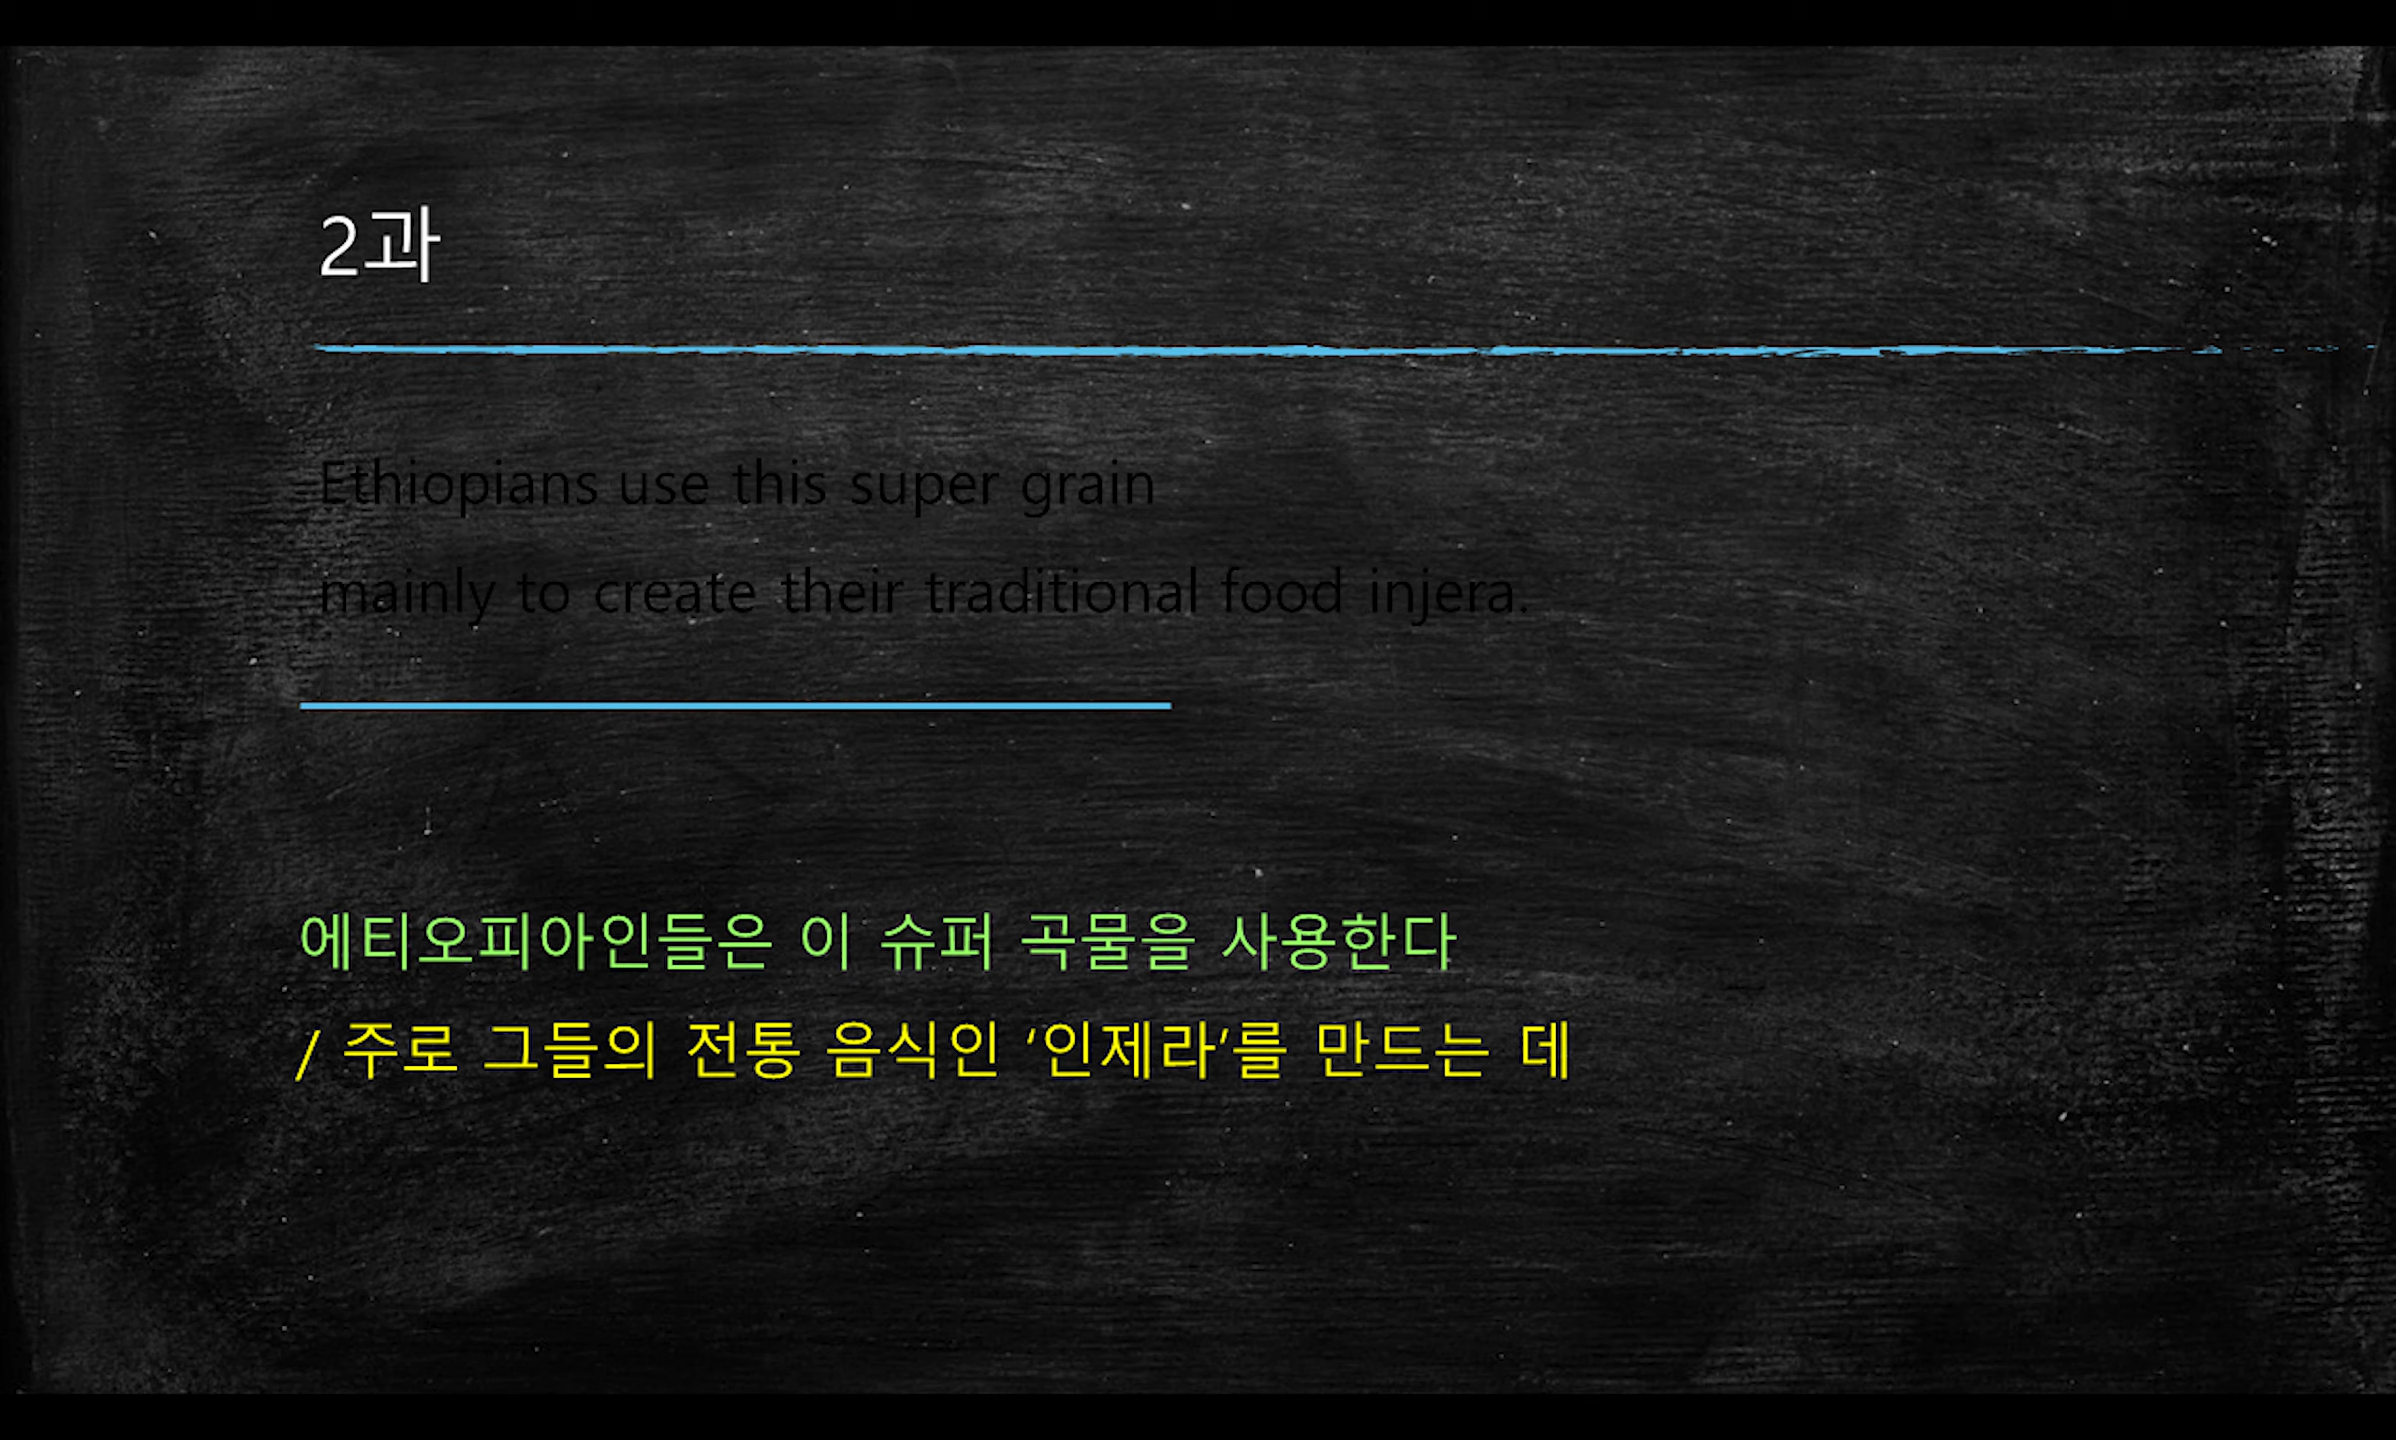 2과
Ethiopians use this super grain
mainly to create their traditional food injera.
에티오피아인들은 이 슈퍼 곡물을 사용한다
/ 주로 그들의 전통 음식인 ‘인제라’를 만드는 데